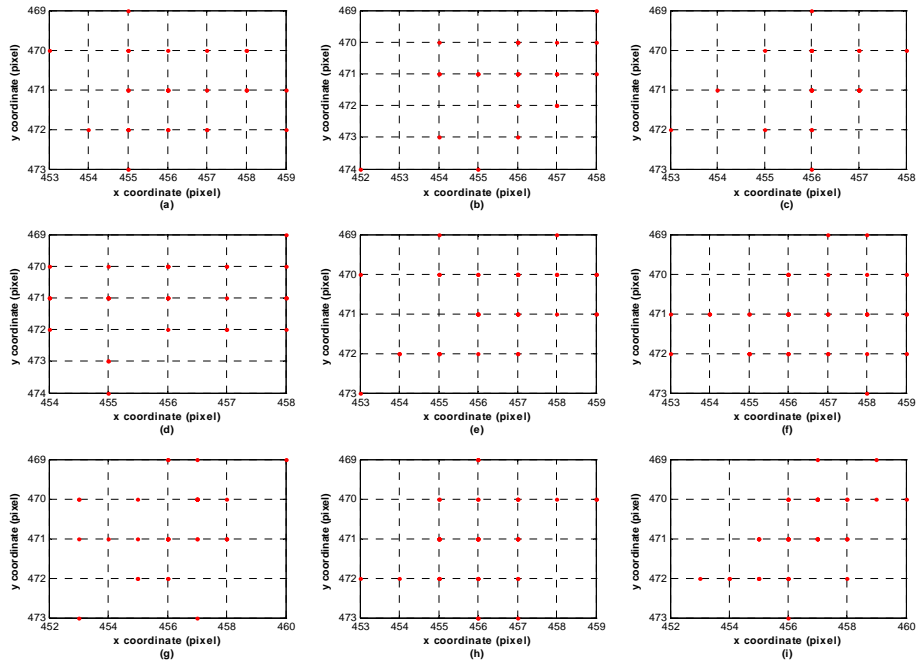 469
470
471
472
473
453 454 455 456 457 458 459
y coordinate (pixel)
x coordinate (pixel)
(a)
469
470
471
472
473
474
452 453 454 455 456 457 458
y coordinate (pixel)
x coordinate (pixel)
(b)
469
470
471
472
473
453 454 455 456 457 458
y coordinate (pixel)
x coordinate (pixel)
(c)
469
470
471
472
473
474
454 455 456 457 458
y coordinate (pixel)
x coordinate (pixel)
(d)
469
470
471
472
473
453 454 455 456 457 458 459
y coordinate (pixel)
x coordinate (pixel)
(e)
469
470
471
472
473
453 454 455 456 457 458 459
y coordinate (pixel)
x coordinate (pixel)
(f)
469
470
471
472
473
452 454 456 458 460
y coordinate (pixel)
x coordinate (pixel)
(g)
469
470
471
472
473
453 454 455 456 457 458 459
y coordinate (pixel)
x coordinate (pixel)
(h)
469
470
471
472
473
452 454 456 458 460
y coordinate (pixel)
x coordinate (pixel)
(i)